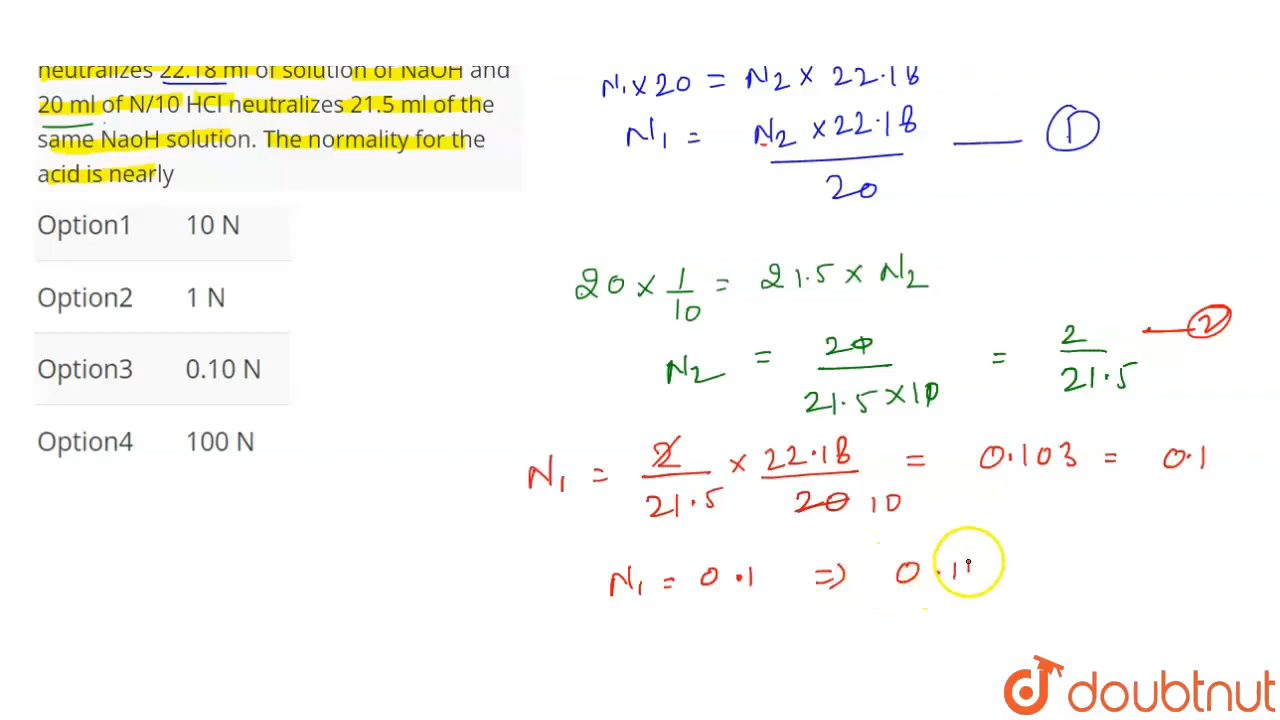 neutralizes 22.18 ml of solution of NaOH and
20 ml of N/10 HCl neutralizes 21.5 ml of the
same NaoH solution. The normality for the
acid is nearly
Option1 10 N
Option2 1 N
Option3 0.10 N
Option4 100 N
N1 × 20 = N2 × 22.18
N1 = N2 × 22.18 / 20 — 1
20 × 1/10 = 21.5 × N2
N2 = 20 / 21.5 × 10 = 2 / 21.5 — 2
N1 = 2 / 21.5 × 22.18 / 20 10 = 0.103 = 0.1
N1 = 0.1 ⇒ 0.1
doubtnut